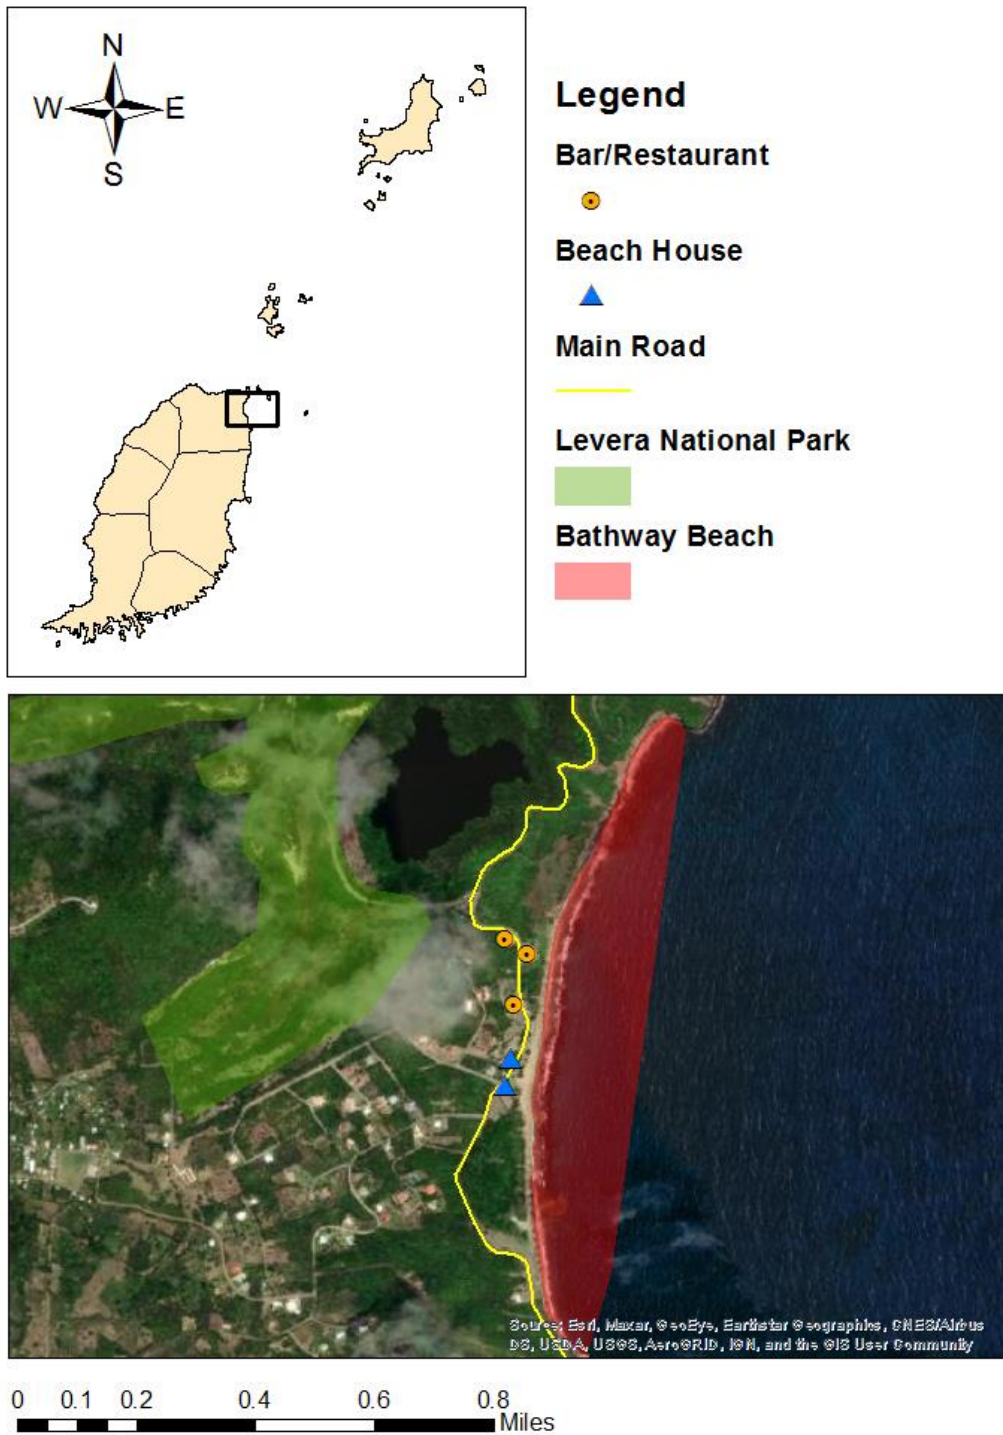 N
W E
S
Legend
Bar/Restaurant
Beach House
Main Road
Levera National Park
Bathway Beach
Source: Esri, Maxar, GeoEye, Earthstar Geographics, CNES/Airbus
DS, USDA, USGS, AeroGRID, IGN, and the GIS User Community
0 0.1 0.2 0.4 0.6 0.8
Miles